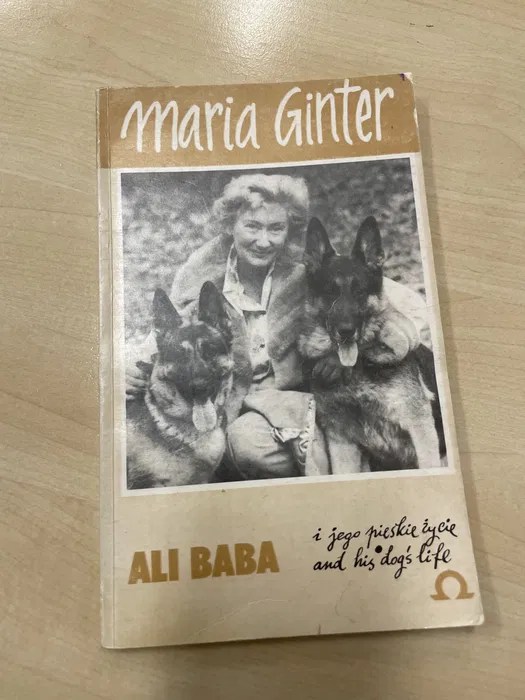 Maria Ginter
ALI BABA
i jego pieskie życie
and his dog's life